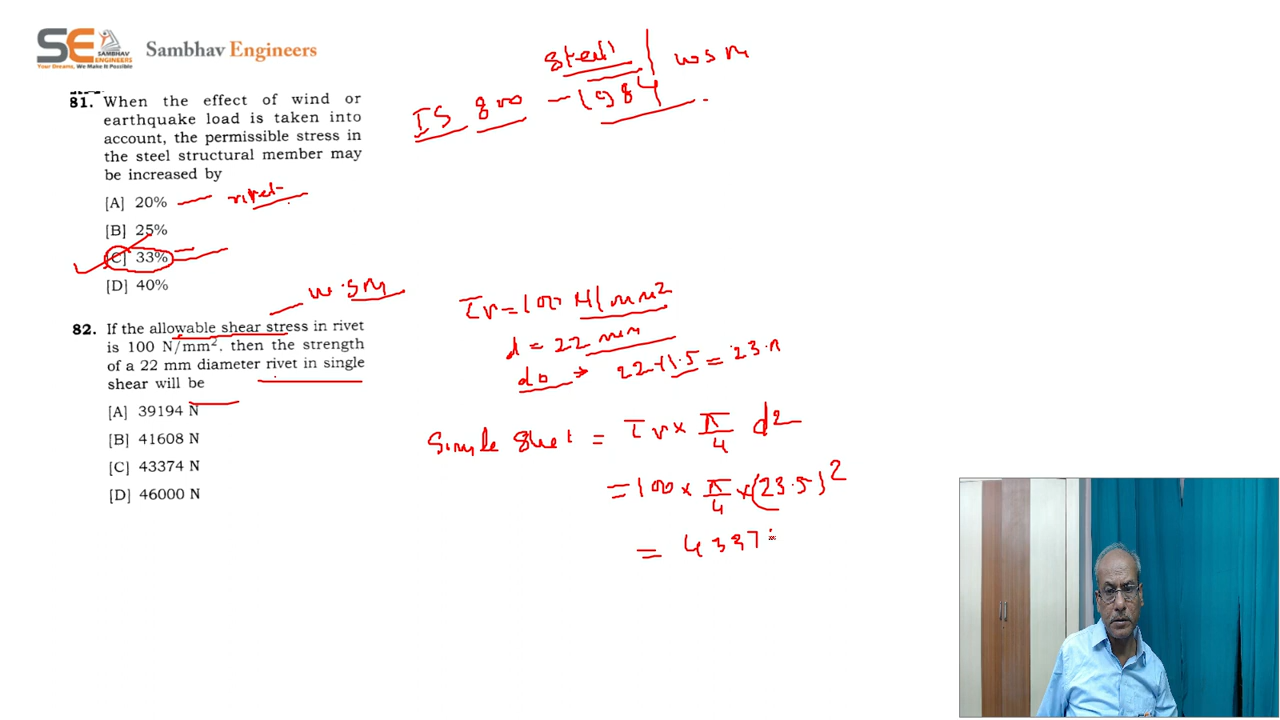 SE
SAMBHAV
ENGINEERS
Your Dreams, We Make It Possible
Sambhav Engineers
81. When the effect of wind or
earthquake load is taken into
account, the permissible stress in
the steel structural member may
be increased by
[A] 20%
[B] 25%
[C] 33%
[D] 40%
rivet
steel
WSM
IS 800 - 1984
W.SM
82. If the allowable shear stress in rivet
is 100 N/mm². then the strength
of a 22 mm diameter rivet in single
shear will be
[A] 39194 N
[B] 41608 N
[C] 43374 N
[D] 46000 N
τv = 100 N/mm2
d = 22 mm
do → 22+1.5 = 23.
Single = τv × π/4 d2
= 100 × π/4 × (23.5)2
= 4337